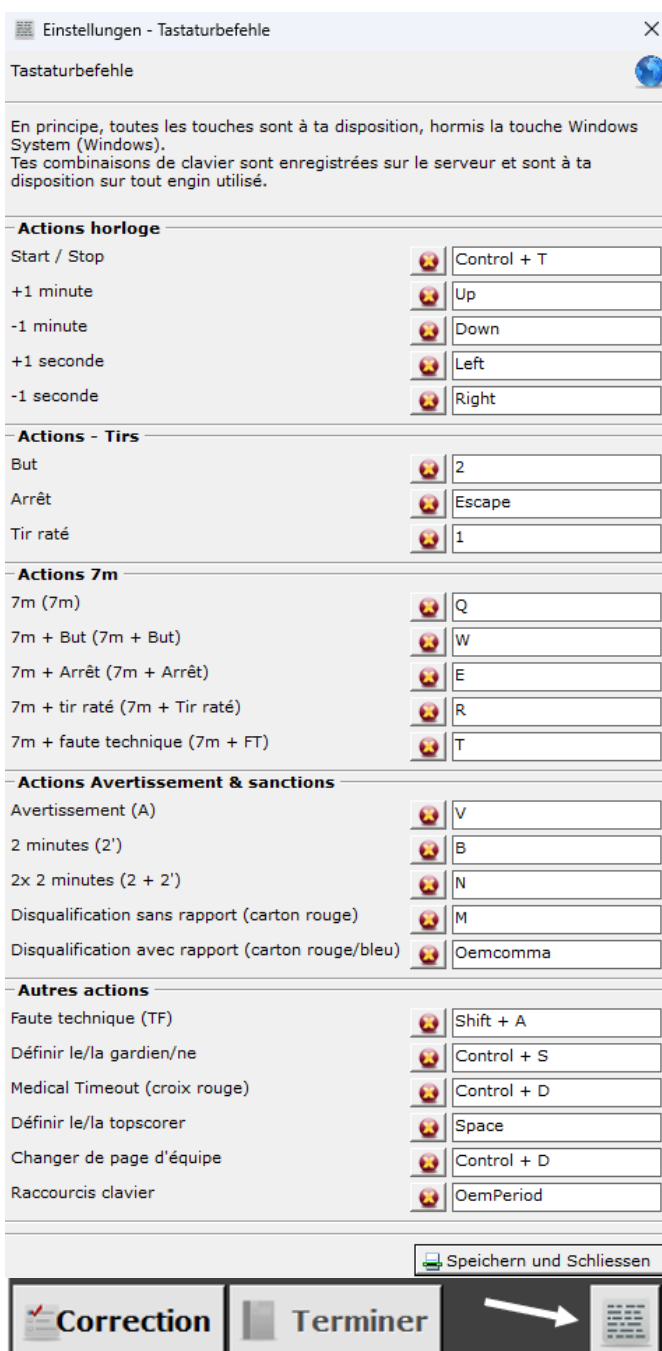 Einstellungen - Tastaturbefehle
Tastaturbefehle
En principe, toutes les touches sont à ta disposition, hormis la touche Windows
System (Windows).
Tes combinaisons de clavier sont enregistrées sur le serveur et sont à ta
disposition sur tout engin utilisé.
Actions horloge
Start / Stop Control + T
+1 minute Up
-1 minute Down
+1 seconde Left
-1 seconde Right
Actions - Tirs
But 2
Arrêt Escape
Tir raté 1
Actions 7m
7m (7m) Q
7m + But (7m + But) W
7m + Arrêt (7m + Arrêt) E
7m + tir raté (7m + Tir raté) R
7m + faute technique (7m + FT) T
Actions Avertissement & sanctions
Avertissement (A) V
2 minutes (2') B
2x 2 minutes (2 + 2') N
Disqualification sans rapport (carton rouge) M
Disqualification avec rapport (carton rouge/bleu) Oemcomma
Autres actions
Faute technique (TF) Shift + A
Définir le/la gardien/ne Control + S
Medical Timeout (croix rouge) Control + D
Définir le/la topscorer Space
Changer de page d'équipe Control + D
Raccourcis clavier OemPeriod
Speichern und Schliessen
Correction Terminer